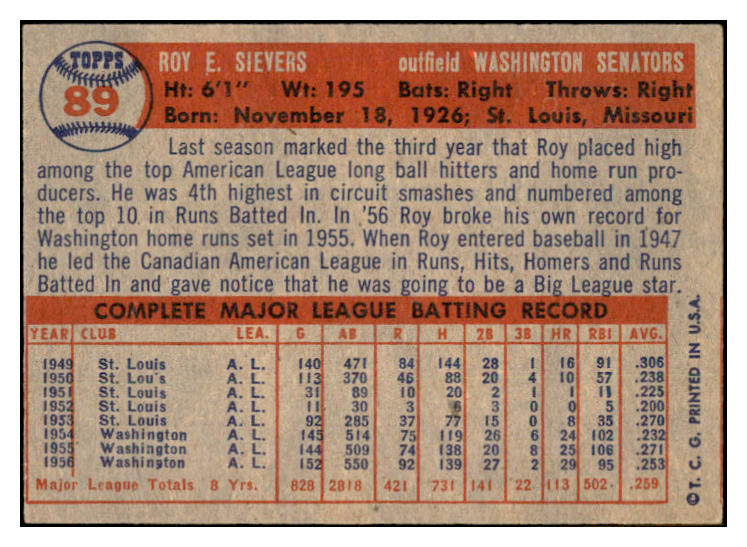 TOPPS
89
ROY E. SIEVERS outfield WASHINGTON SENATORS
Ht: 6'1" Wt: 195 Bats: Right Throws: Right
Born: November 18, 1926; St. Louis, Missouri
Last season marked the third year that Roy placed high
among the top American League long ball hitters and home run pro-
ducers. He was 4th highest in circuit smashes and numbered among
the top 10 in Runs Batted In. In '56 Roy broke his own record for
Washington home runs set in 1955. When Roy entered baseball in 1947
he led the Canadian American League in Runs, Hits, Homers and Runs
Batted In and gave notice that he was going to be a Big League star.
COMPLETE MAJOR LEAGUE BATTING RECORD
YEAR CLUB LEA. G AB R H 2B 3B HR RBI AVG.
1949 St. Louis A. L. 140 471 84 144 28 1 16 91 .306
1950 St. Lou's A. L. 113 370 46 88 20 4 10 57 .238
1951 St. Louis A. L. 31 89 10 20 2 1 1 11 .225
1952 St. Louis A. L. 11 30 3 6 3 0 0 5 .200
1953 St. Louis A. L. 92 285 37 77 15 0 8 35 .270
1954 Washington A. L. 145 514 75 119 26 6 24 102 .232
1955 Washington A. L. 144 509 74 138 20 8 25 106 .271
1956 Washington A. L. 152 550 92 139 27 2 29 95 .253
Major League Totals 8 Yrs. 828 2818 421 731 141 22 113 502 .259
© T. C. G. PRINTED IN U.S.A.